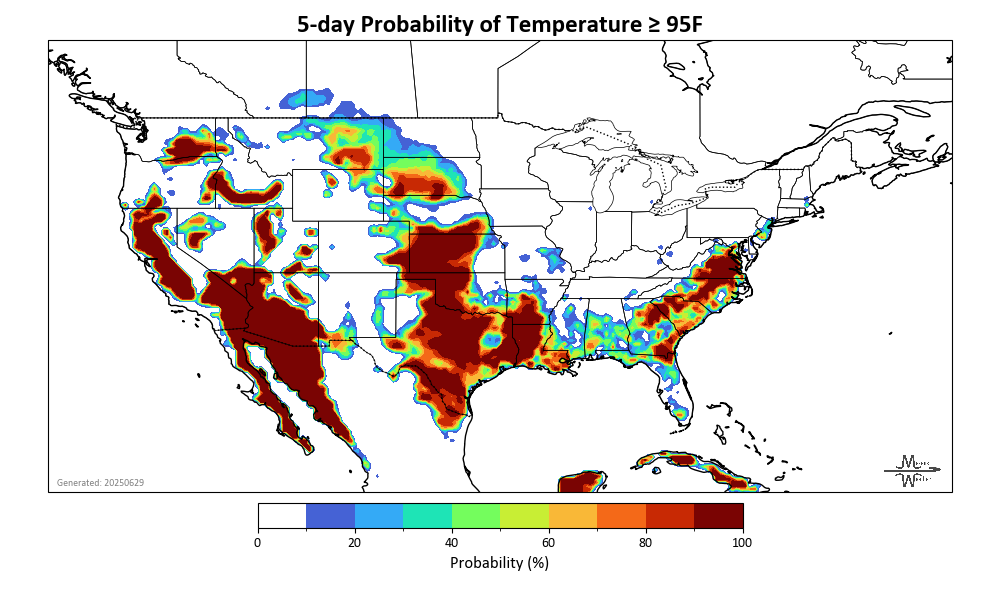 5-day Probability of Temperature ≥ 95F
Generated: 20250629
0 20 40 60 80 100
Probability (%)